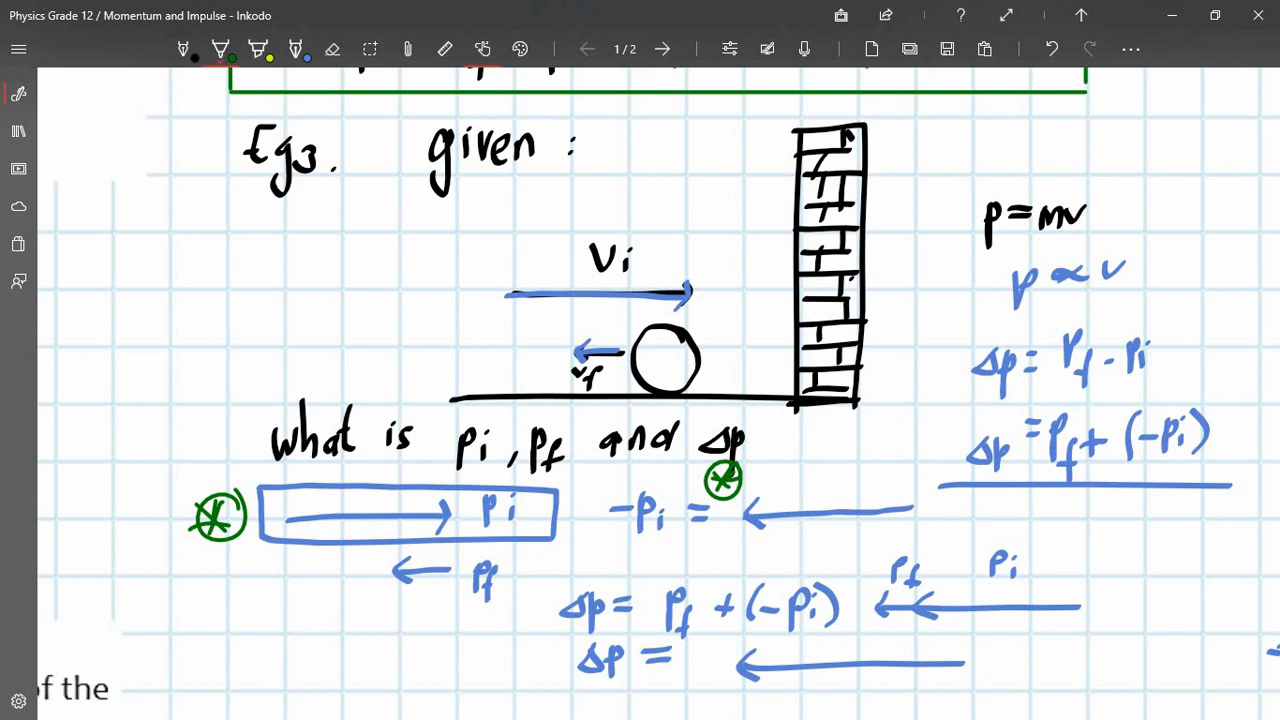 Physics Grade 12 / Momentum and Impulse - Inkodo
1 / 2
Eg3. given :
p = mv
Vi
p ∝ v
vf
Δp = Pf - Pi
Δp = Pf + (-Pi)
What is pi , pf and Δp
pi
-Pi =
Pf
Pf Pi
Δp = Pf + (-Pi)
Δp =
of the